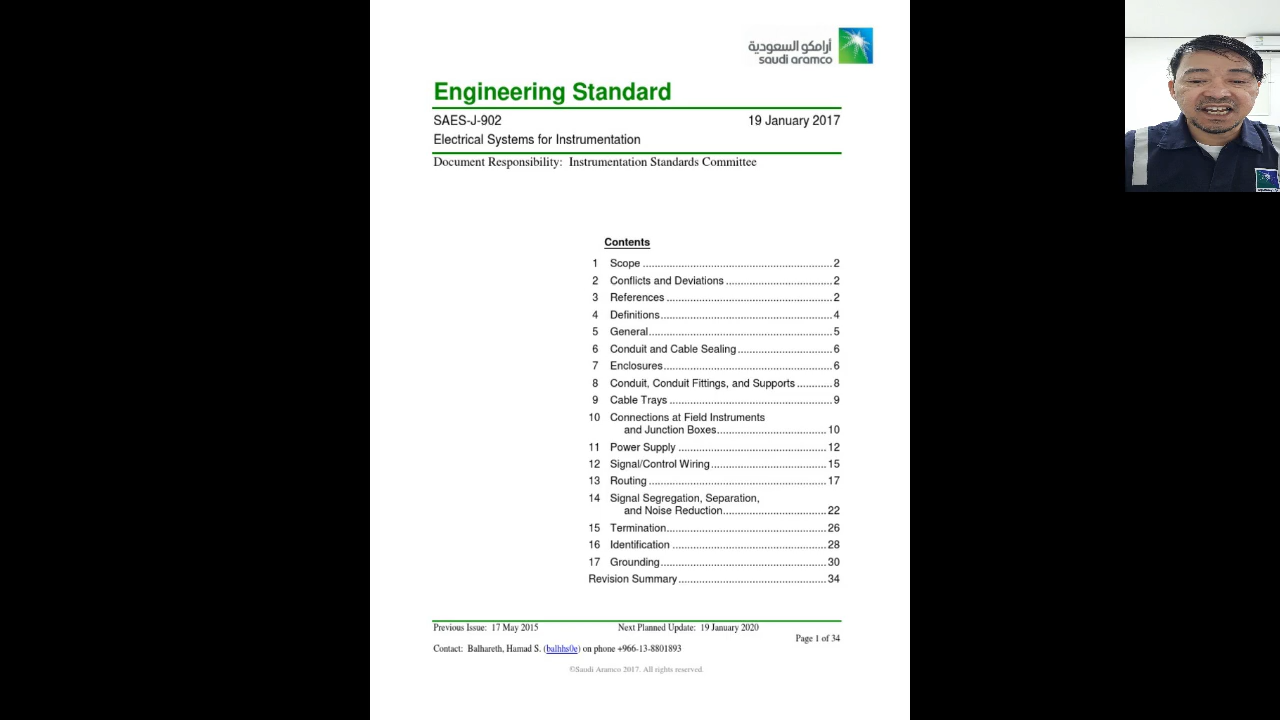 أرامكو السعودية
saudi aramco
Engineering Standard
SAES-J-902 19 January 2017
Electrical Systems for Instrumentation
Document Responsibility: Instrumentation Standards Committee
Contents
1 Scope ................................................................ 2
2 Conflicts and Deviations .................................... 2
3 References ........................................................ 2
4 Definitions.......................................................... 4
5 General.............................................................. 5
6 Conduit and Cable Sealing ................................ 6
7 Enclosures......................................................... 6
8 Conduit, Conduit Fittings, and Supports ............ 8
9 Cable Trays ....................................................... 9
10 Connections at Field Instruments
and Junction Boxes..................................... 10
11 Power Supply .................................................. 12
12 Signal/Control Wiring ....................................... 15
13 Routing ............................................................ 17
14 Signal Segregation, Separation,
and Noise Reduction................................... 22
15 Termination...................................................... 26
16 Identification .................................................... 28
17 Grounding........................................................ 30
Revision Summary.................................................. 34
Previous Issue: 17 May 2015 Next Planned Update: 19 January 2020
Page 1 of 34
Contact: Balhareth, Hamad S. (balhhs0e) on phone +966-13-8801893
©Saudi Aramco 2017. All rights reserved.